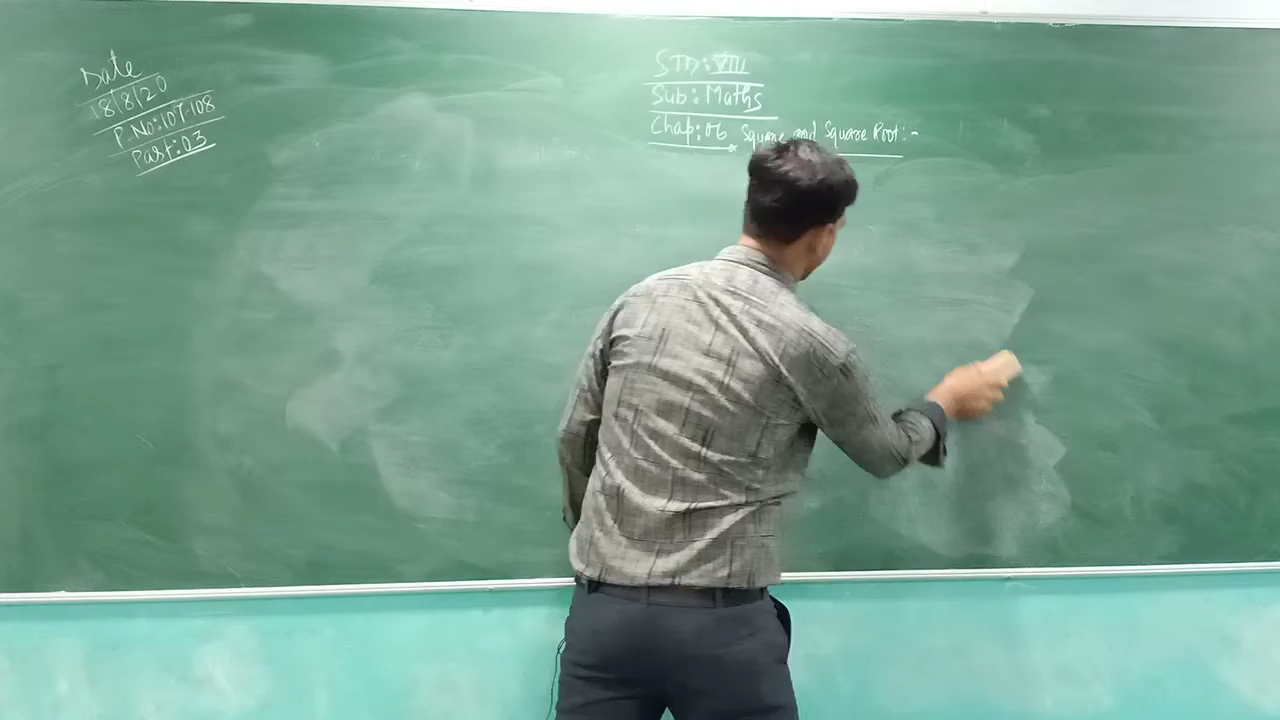 Date
18/8/20
P.No:107-108
Part:03
STD:VIII
Sub: Maths
Chap:06 Square and Square Root:-